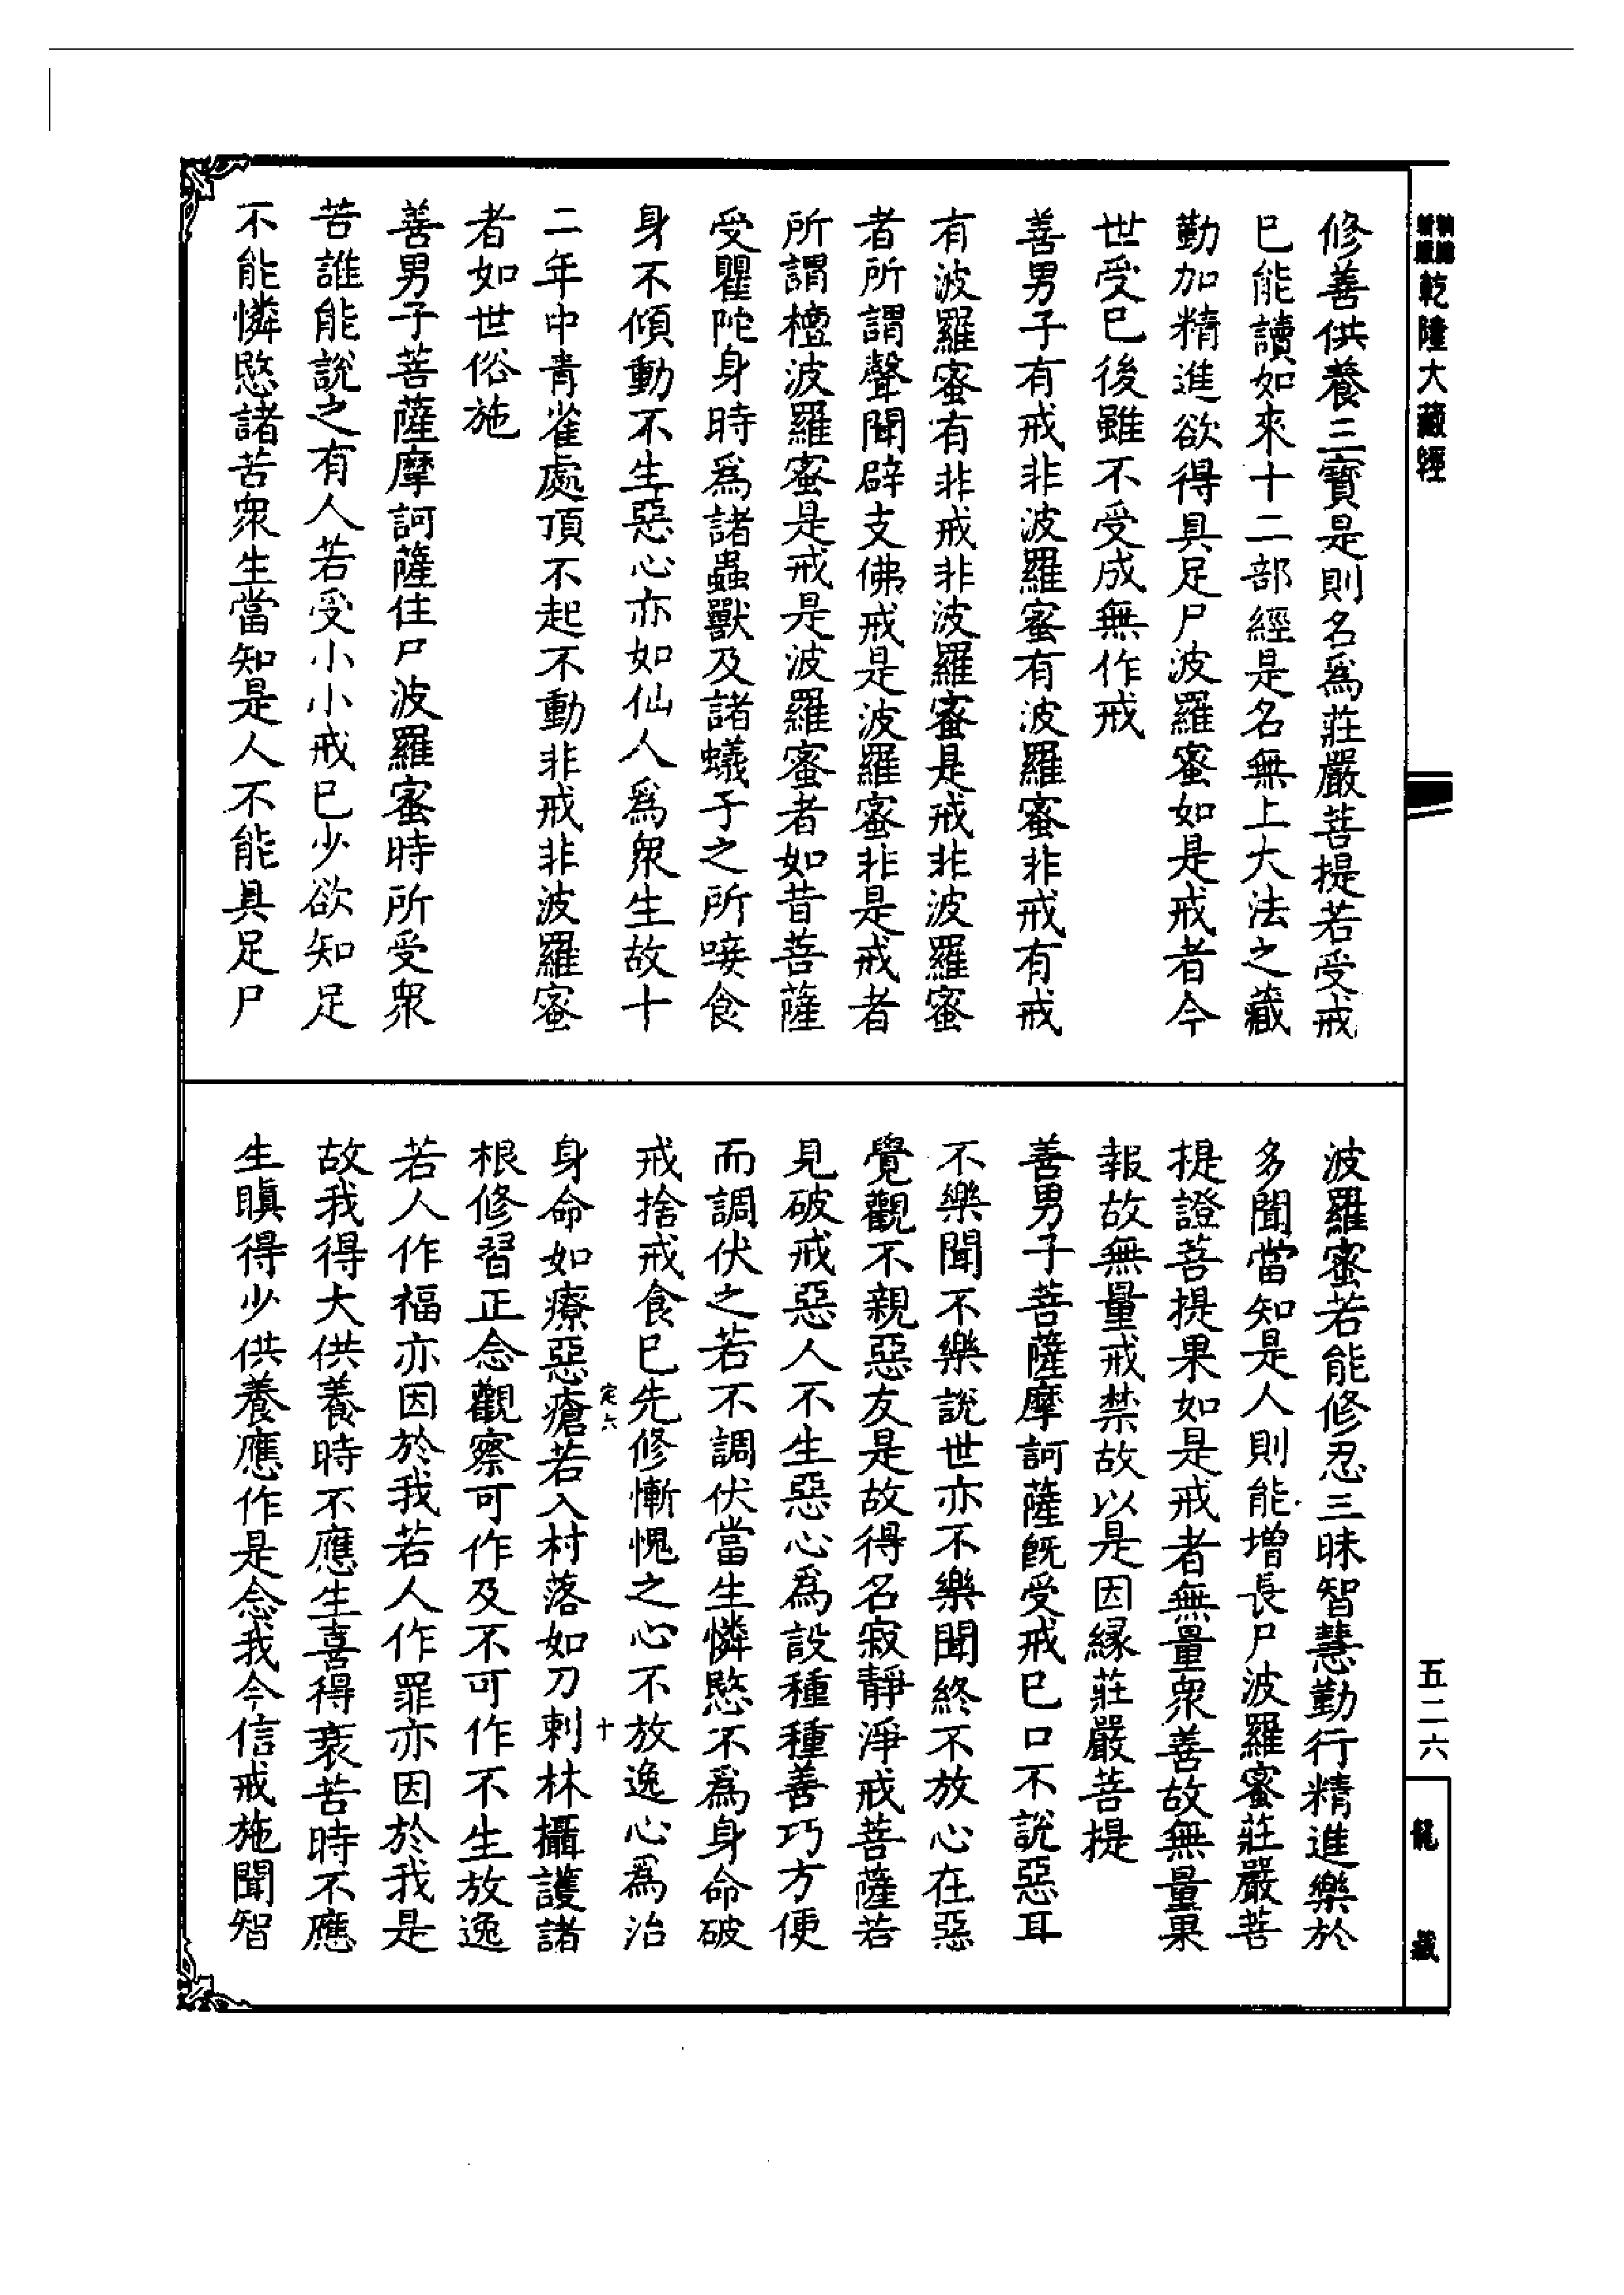 乾隆大藏經
修善供養三寶是則名爲莊嚴菩提若受戒
已能讀如來十二部經是名無上大法之藏
勤加精進欲得具足尸波羅蜜如是戒者今
世受已後雖不受成無作戒
善男子有戒非波羅蜜有波羅蜜非戒有戒
有波羅蜜有非戒非波羅蜜是戒非波羅蜜
者所謂聲聞辟支佛戒是波羅蜜非是戒者
所謂檀波羅蜜是戒是波羅蜜者如昔菩薩
受瞿陀身時爲諸蟲獸及諸蟻子之所唼食
身不傾動不生惡心亦如仙人爲衆生故十
二年中青雀處頂不起不動非戒非波羅蜜
者如世俗施
善男子菩薩摩訶薩住尸波羅蜜時所受衆
苦誰能說之有人若受小小戒已少欲知足
不能憐愍諸苦衆生當知是人不能具足尸
波羅蜜若能修忍三昧智慧勤行精進樂於
多聞當知是人則能增長尸波羅蜜莊嚴菩
提證菩提果如是戒者無量衆善故無量果
報故無量戒禁故以是因緣莊嚴菩提
善男子菩薩摩訶薩旣受戒已口不說惡耳
不樂聞不樂說世亦不樂聞終不放心在惡
覺觀不親惡友是故得名寂靜淨戒菩薩若
見破戒惡人不生惡心爲設種種善巧方便
而調伏之若不調伏當生憐愍不爲身命破
戒捨戒食已先修慚愧之心不放逸心爲治
定六 十
身命如療惡瘡若入村落如刀刺林攝護諸
根修習正念觀察可作及不可作不生放逸
若人作福亦因於我若人作罪亦因於我是
故我得大供養時不應生喜得衰苦時不應
生瞋得少供養應作是念我今信戒施聞智
五二六
龍藏